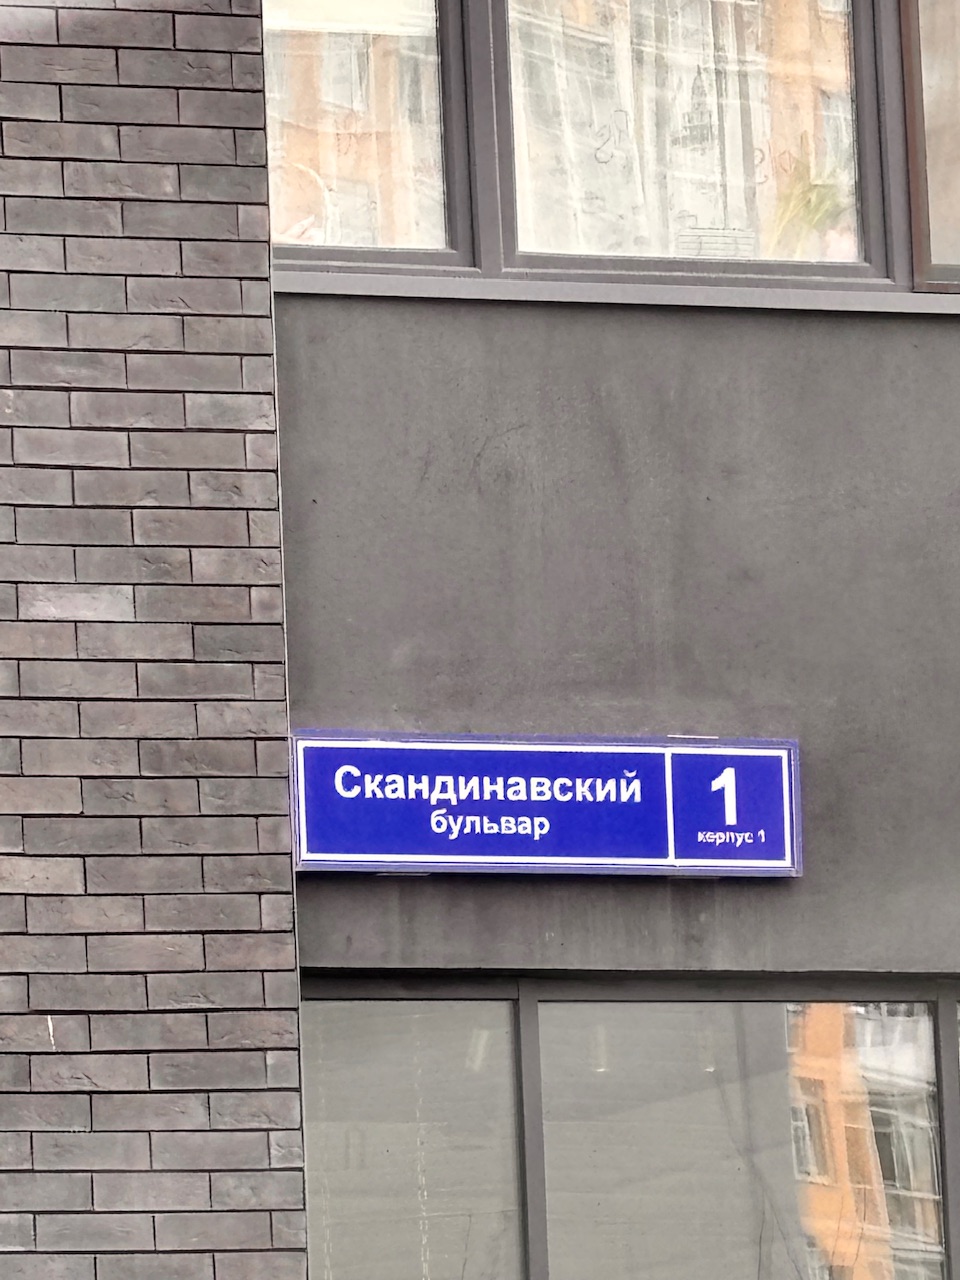 Скандинавский
бульвар
1
корпус 1